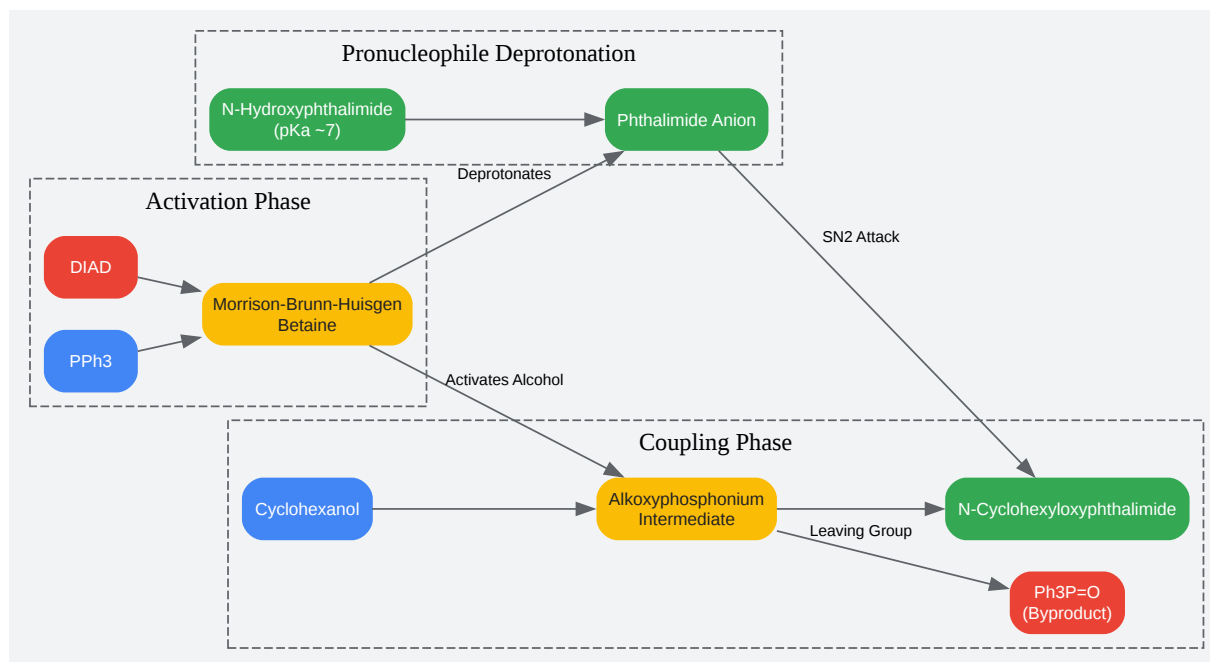 Pronucleophile Deprotonation
N-Hydroxyphthalimide
(pKa ~7)
Phthalimide Anion
Deprotonates
Activation Phase
DIAD
Morrison-Brunn-Huisgen
Betaine
PPh3
SN2 Attack
Activates Alcohol
Coupling Phase
Cyclohexanol
Alkoxyphosphonium
Intermediate
N-Cyclohexyloxyphthalimide
Leaving Group
Ph3P=O
(Byproduct)